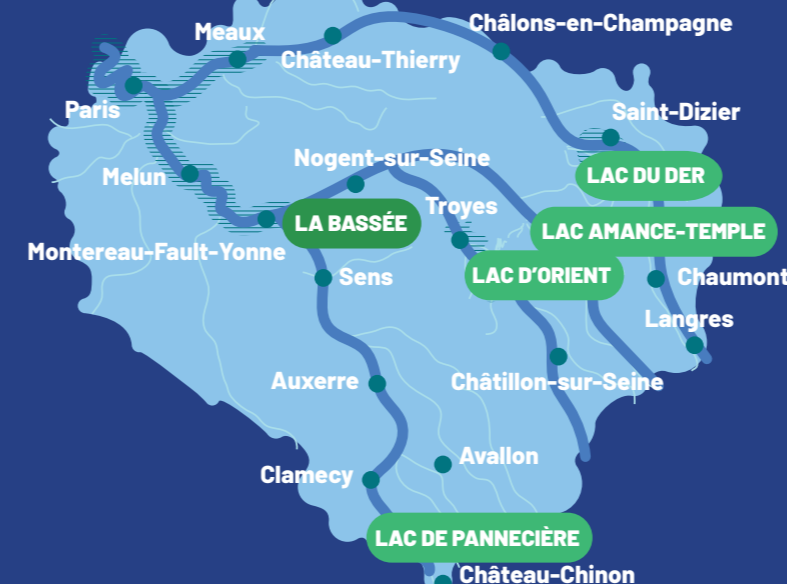 Châlons-en-Champagne
Meaux
Château-Thierry
Paris
Saint-Dizier
Nogent-sur-Seine
Melun
LAC DU DER
Troyes
LA BASSÉE
LAC AMANCE-TEMPLE
Montereau-Fault-Yonne
Sens
LAC D'ORIENT
Chaumont
Langres
Auxerre
Châtillon-sur-Seine
Avallon
Clamecy
LAC DE PANNECIÈRE
Château-Chinon